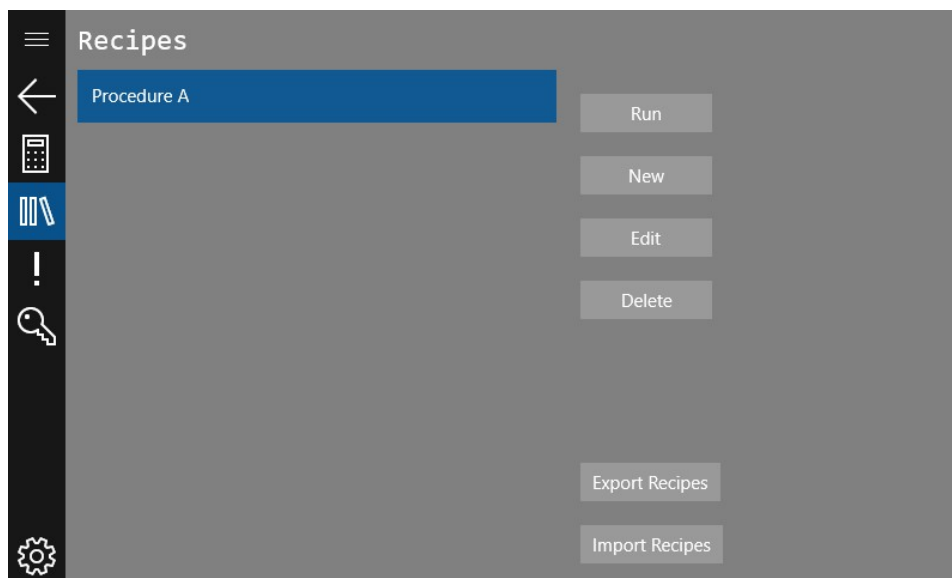 Recipes
Procedure A
Run
New
Edit
Delete
Export Recipes
Import Recipes